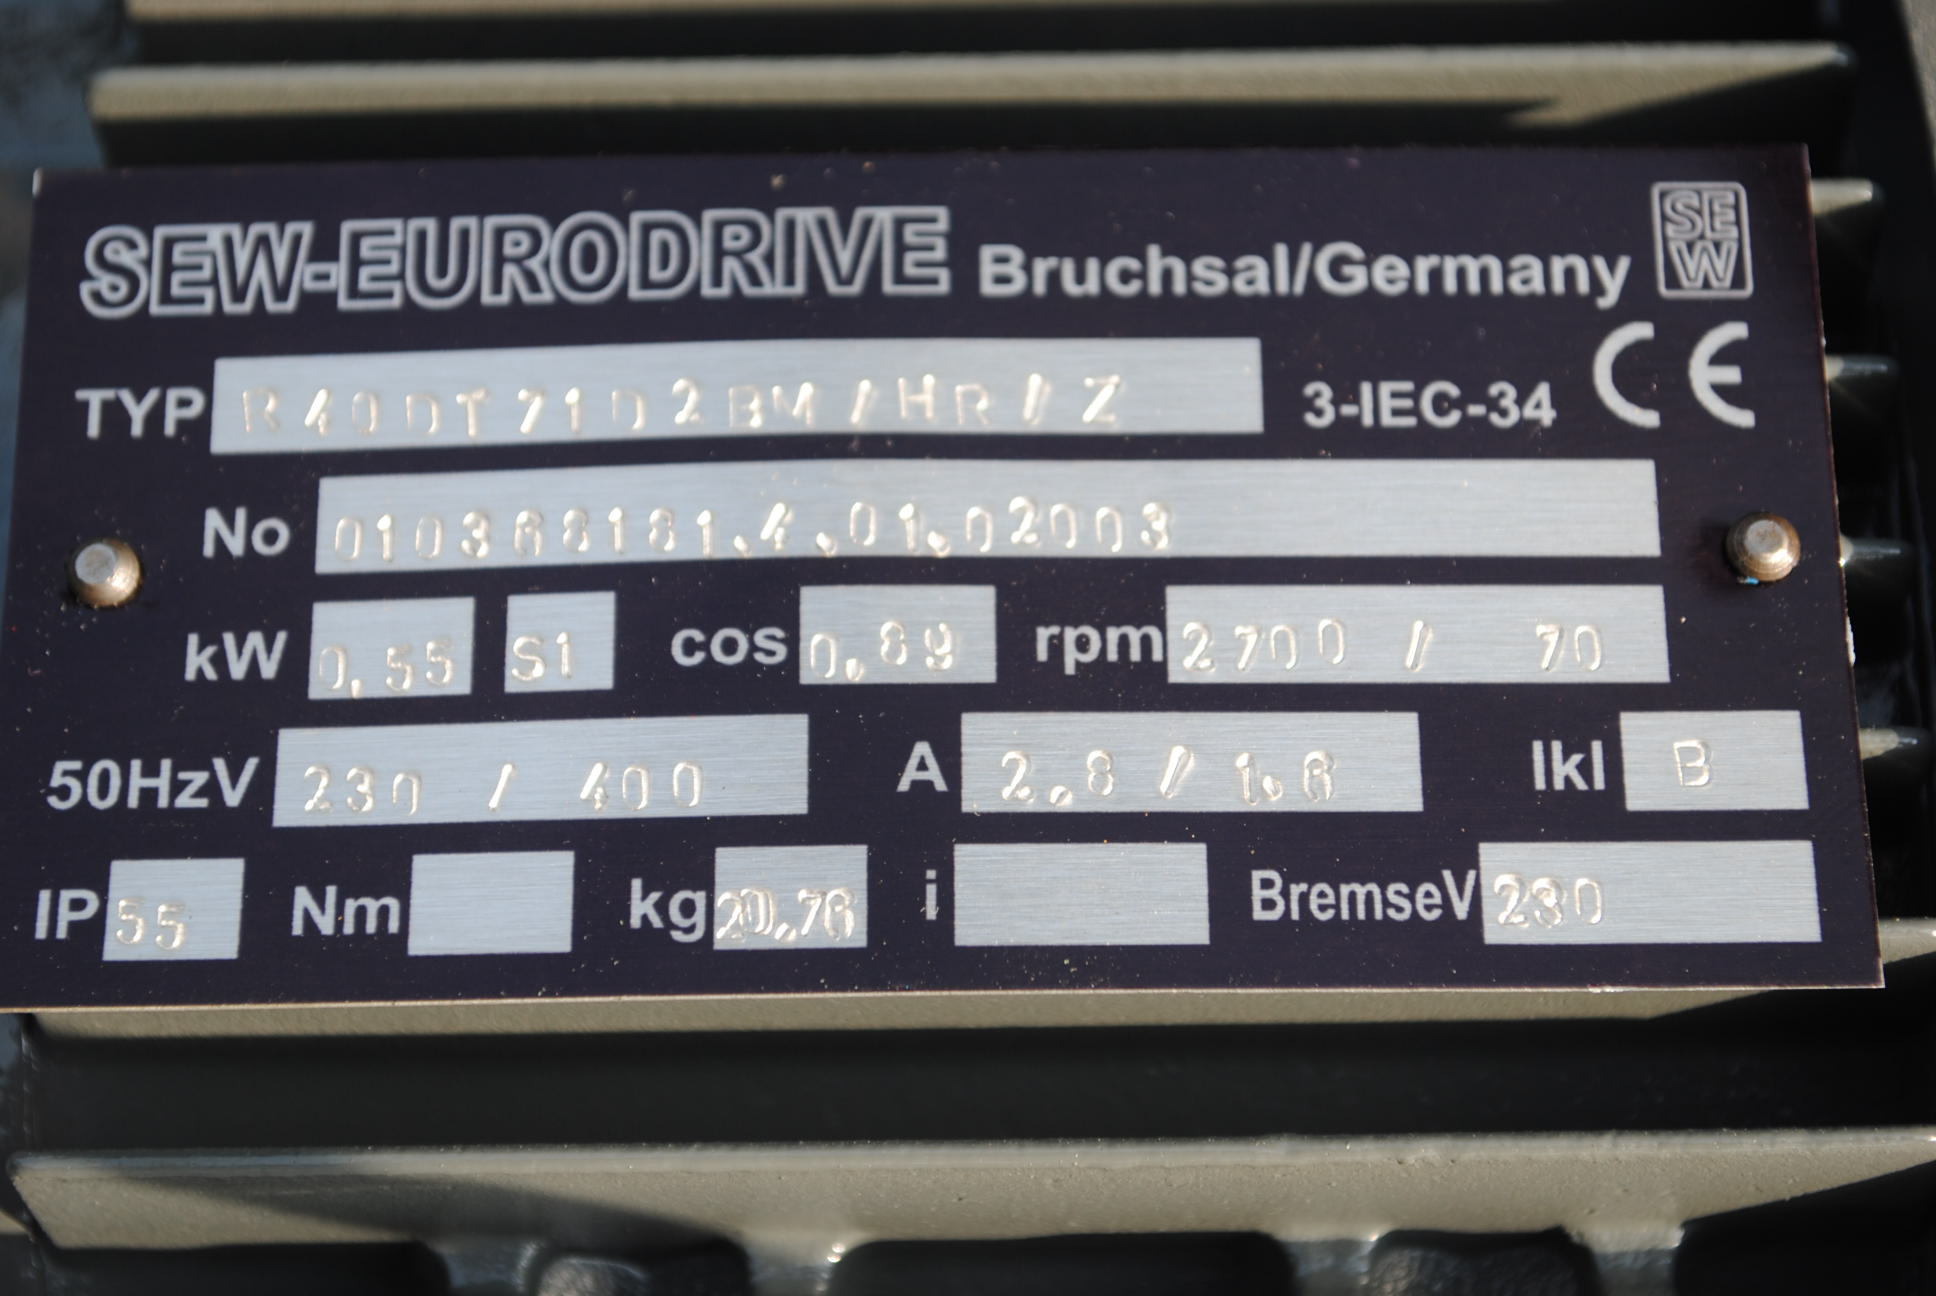 SEW-EURODRIVE Bruchsal/Germany SEW
TYP R40DT71D2BM/HR/Z 3-IEC-34 CE
No 010368181.4.01.02003
kW 0,55 S1 cos 0,89 rpm 2700 / 70
50HzV 230 / 400 A 2.8 / 1.6 Ikl B
IP 55 Nm kg 20.76 i BremseV 230